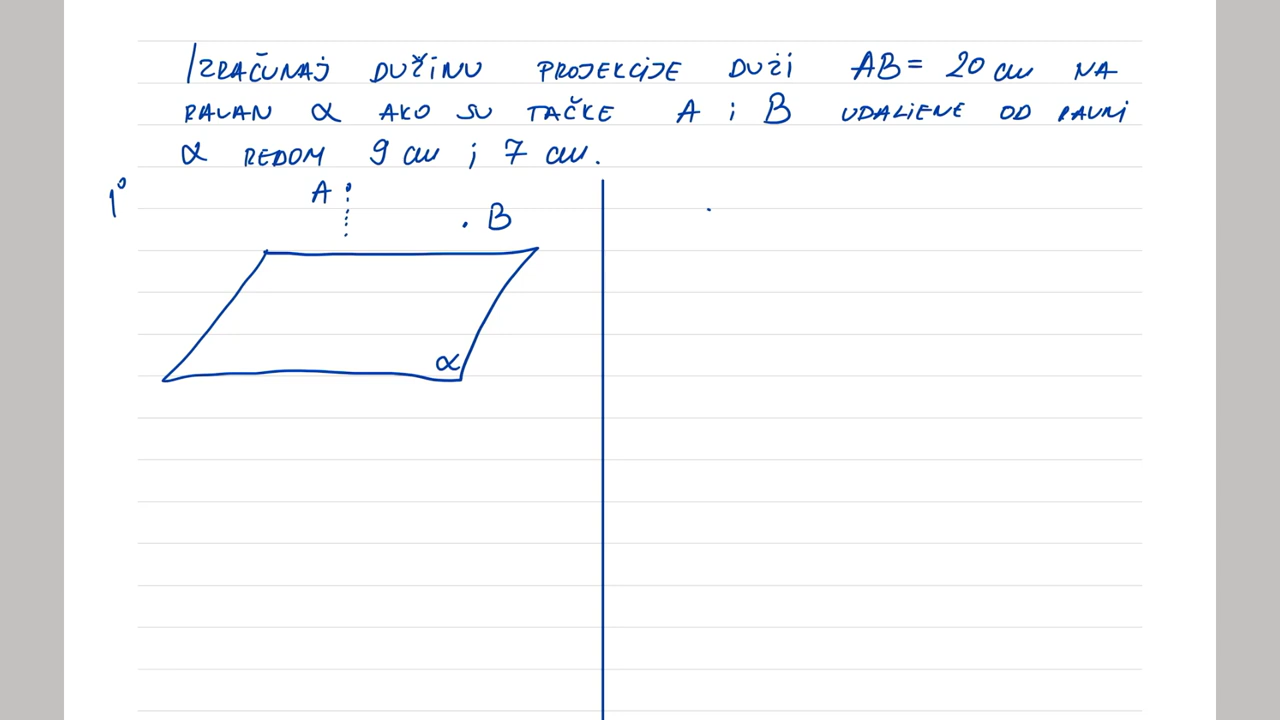 IZRAČUNAJ DUŽINU PROJEKCIJE DUŽI AB = 20 cm NA
RAVAN α AKO SU TAČKE A i B UDALJENE OD RAVNI
α REDOM 9 cm i 7 cm.
1°
A
B
α